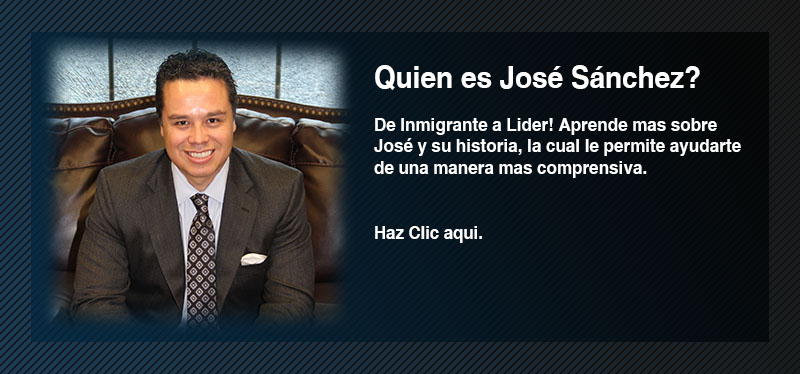 Quien es José Sánchez?
De Inmigrante a Lider! Aprende mas sobre
José y su historia, la cual le permite ayudarte
de una manera mas comprensiva.
Haz Clic aqui.